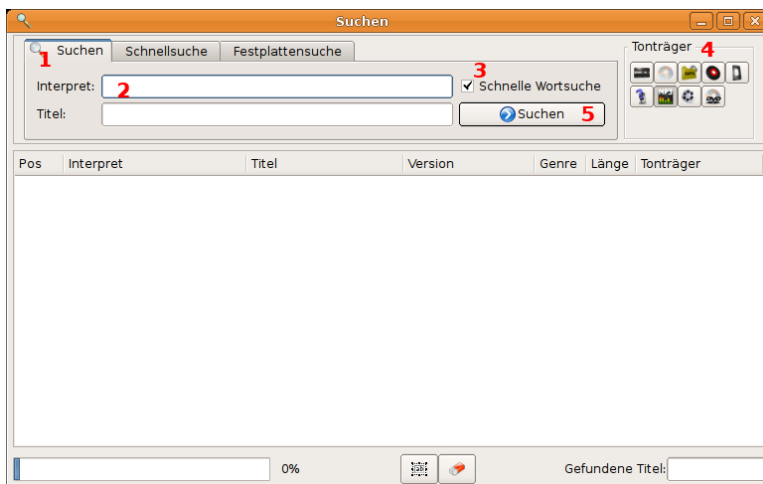 Suchen
1 Suchen Schnellsuche Festplattensuche
Tonträger 4
Interpret: 2
3
Schnelle Wortsuche
Titel:
Suchen 5
Pos Interpret Titel Version Genre Länge Tonträger
0%
Gefundene Titel: